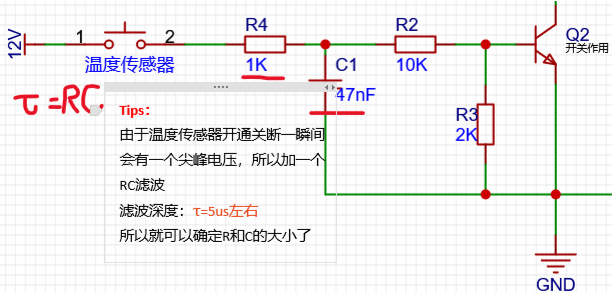 12V
1
2
温度传感器
R4
1K
C1
47nF
R2
10K
Q2
开关作用
R3
2K
GND
τ=RC.
Tips：
由于温度传感器开通关断一瞬间
会有一个尖峰电压，所以加一个
RC滤波
滤波深度：τ=5us左右
所以就可以确定R和C的大小了